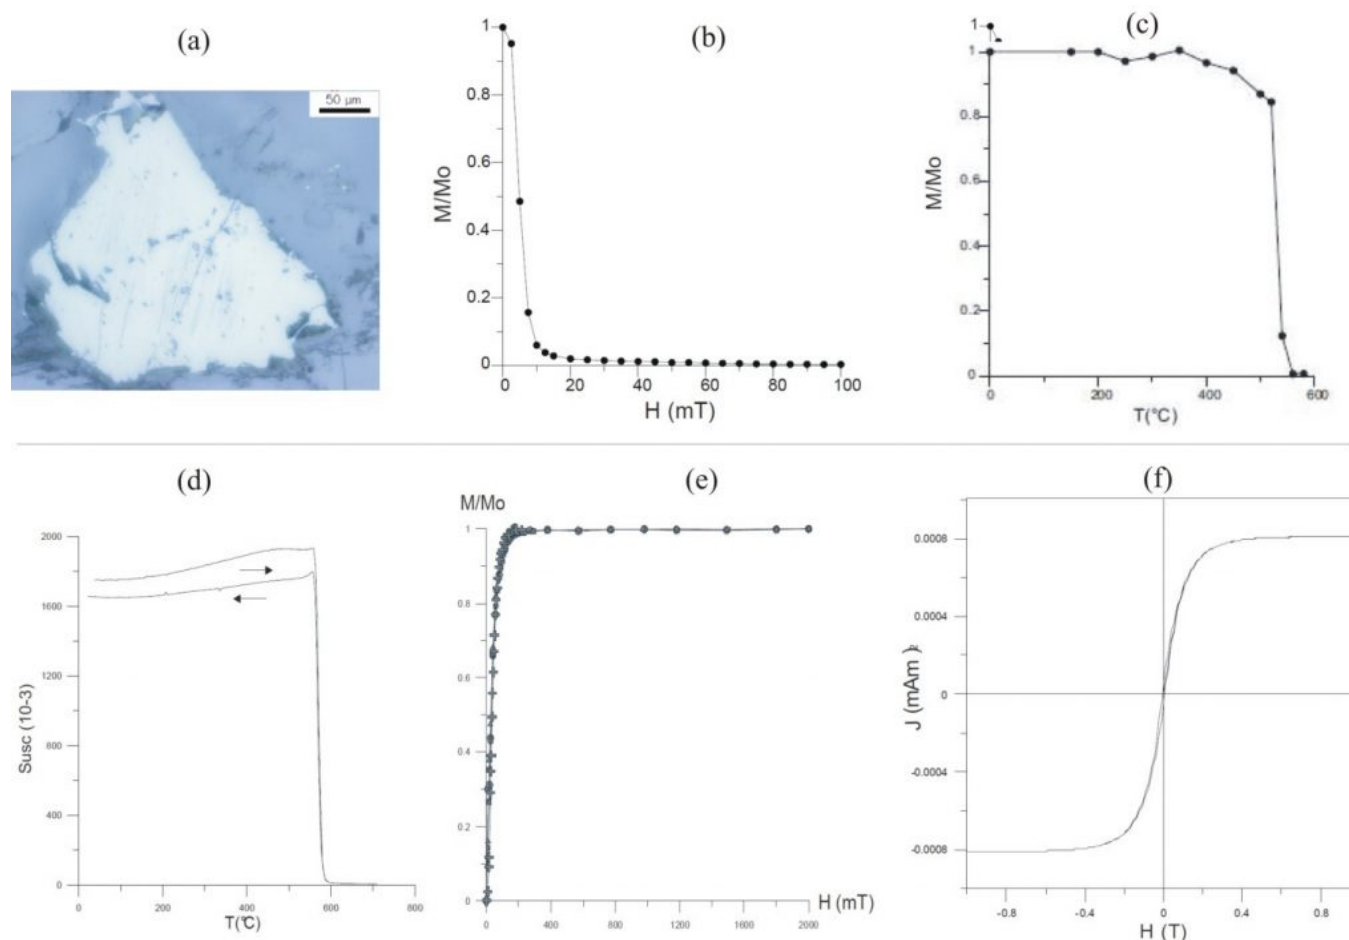 (a)
50 µm
(b)
M/Mo
1
0.8
0.6
0.4
0.2
0
0 20 40 60 80 100
H (mT)
(c)
1
M/Mo
1
0.8
0.6
0.4
0.2
0
0 200 400 600
T(°C)
(d)
Susc (10-3)
2000
1600
1200
800
400
0
0 200 400 600 800
T(°C)
(e)
M/Mo
1
0.8
0.6
0.4
0.2
0
0 400 800 1200 1600 2000
H (mT)
(f)
J (mAm )2
0.0008
0.0004
0
-0.0004
-0.0008
-0.8 -0.4 0 0.4 0.8
H (T)